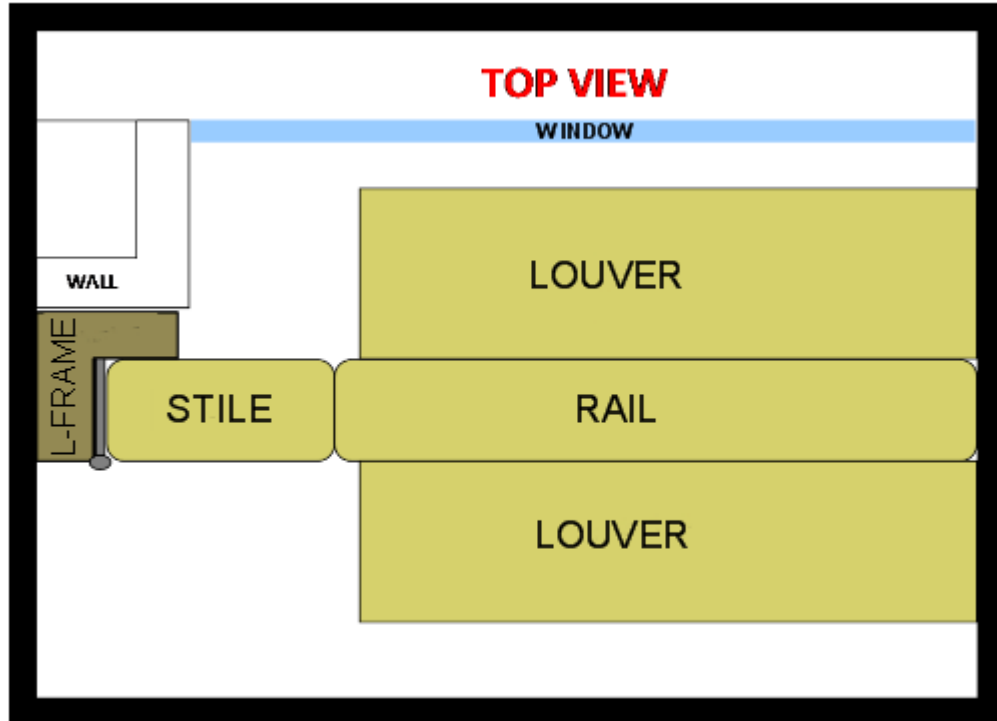 TOP VIEW
WINDOW
LOUVER
WALL
L-FRAME
STILE
RAIL
LOUVER